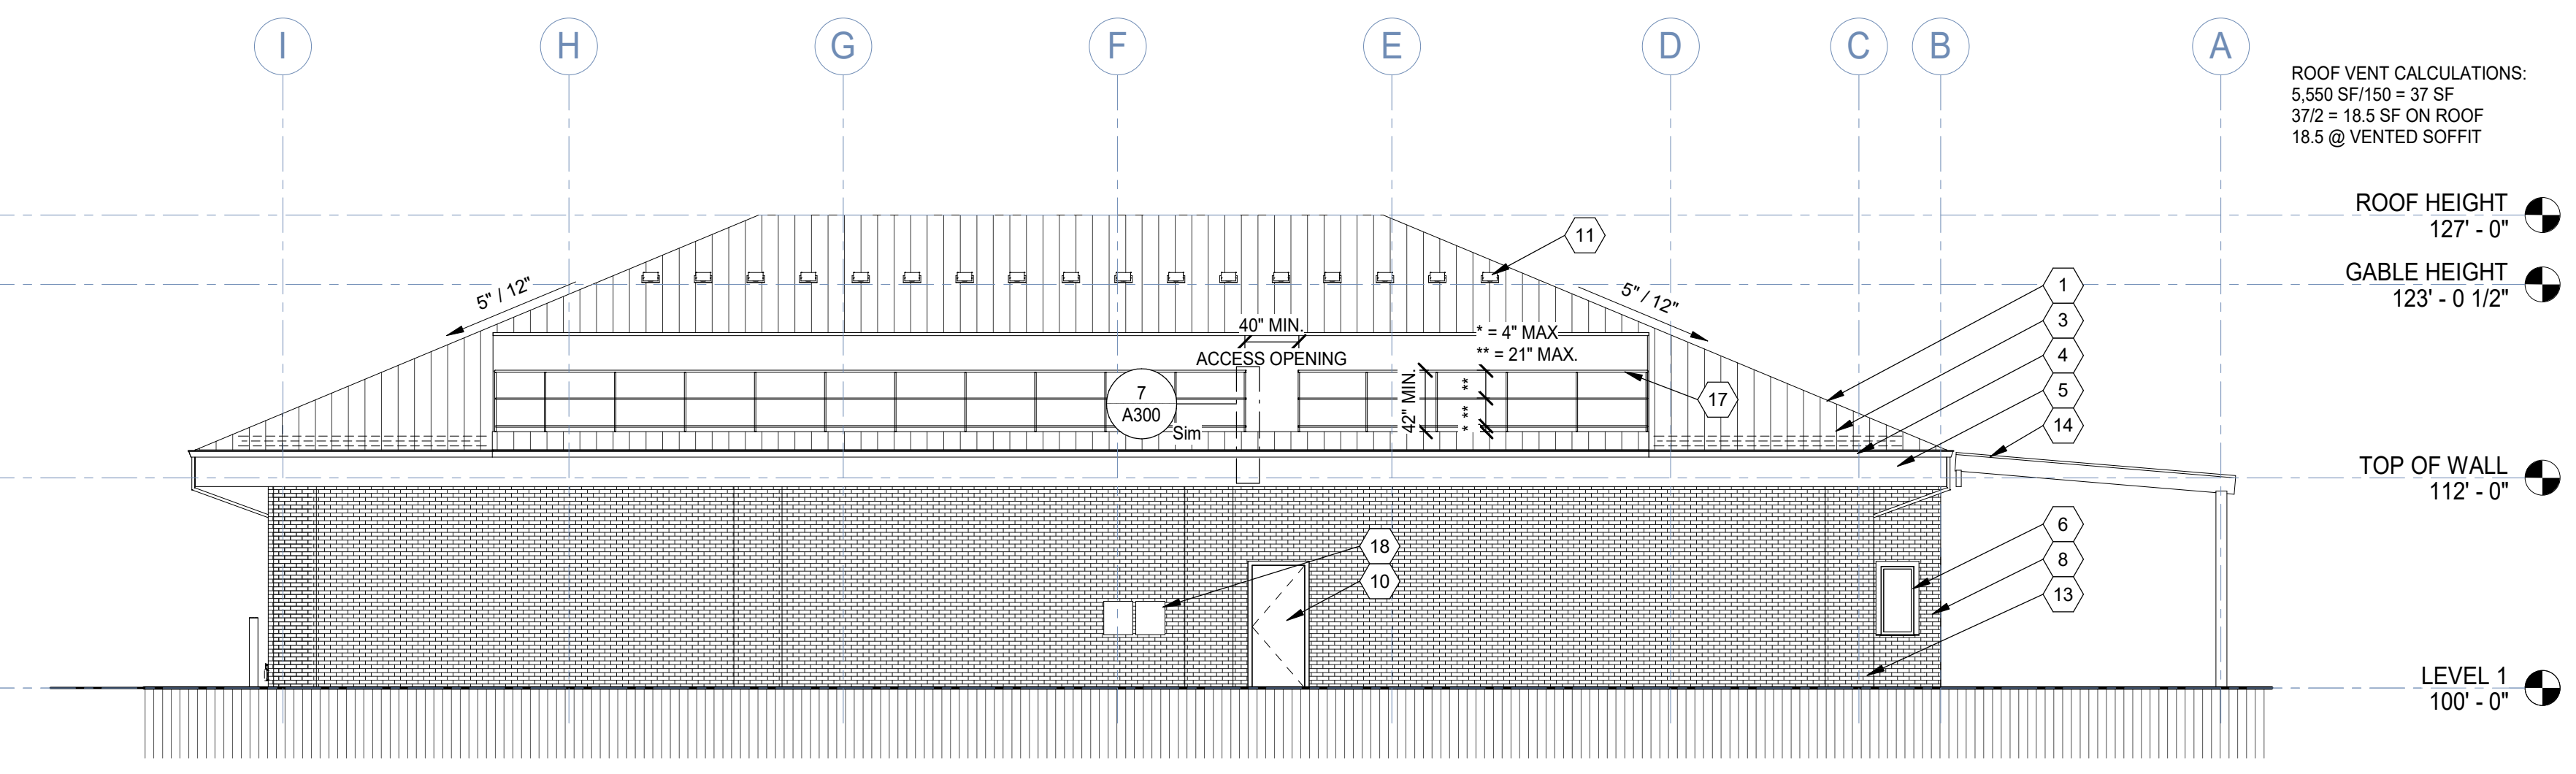 I
H
G
F
E
D
C
B
A
ROOF VENT CALCULATIONS:
5,550 SF/150 = 37 SF
37/2 = 18.5 SF ON ROOF
18.5 @ VENTED SOFFIT
ROOF HEIGHT
127' - 0"
11
GABLE HEIGHT
123' - 0 1/2"
5" / 12"
5" / 12"
1
3
4
5
14
40" MIN.
ACCESS OPENING
* = 4" MAX
** = 21" MAX.
42" MIN.
**
**
*
17
7
A300
Sim
TOP OF WALL
112' - 0"
18
10
6
8
13
LEVEL 1
100' - 0"